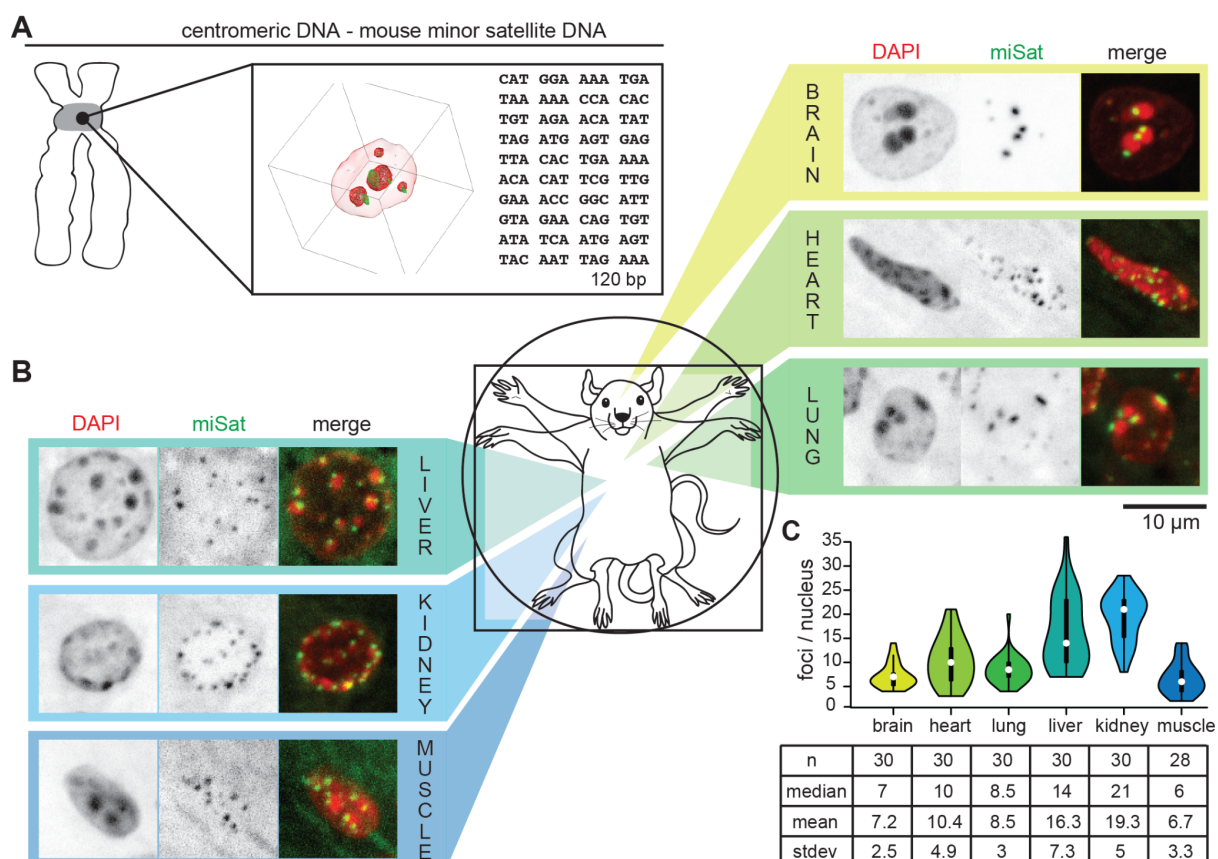 A
centromeric DNA - mouse minor satellite DNA
CAT GGA AAA TGA
TAA AAA CCA CAC
TGT AGA ACA TAT
TAG ATG AGT GAG
TTA CAC TGA AAA
ACA CAT TCG TTG
GAA ACC GGC ATT
GTA GAA CAG TGT
ATA TCA ATG AGT
TAC AAT TAG AAA
120 bp
DAPI miSat merge
BRAIN
HEART
LUNG
10 µm
B
DAPI miSat merge
LIVER
KIDNEY
MUSCLE
C
foci / nucleus
35
30
25
20
15
10
5
0
brain heart lung liver kidney muscle
n 30 30 30 30 30 28
median 7 10 8.5 14 21 6
mean 7.2 10.4 8.5 16.3 19.3 6.7
stdev 2.5 4.9 3 7.3 5 3.3